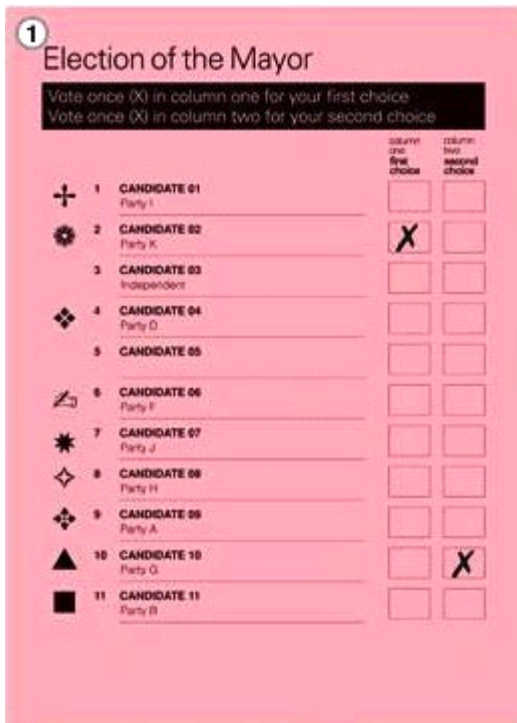 1
Election of the Mayor
Vote once (X) in column one for your first choice
Vote once (X) in column two for your second choice
column one first choice
column two second choice
1 CANDIDATE 01
Party I
2 CANDIDATE 02
Party K
X
3 CANDIDATE 03
Independent
4 CANDIDATE 04
Party D
5 CANDIDATE 05
6 CANDIDATE 06
Party F
7 CANDIDATE 07
Party J
8 CANDIDATE 08
Party H
9 CANDIDATE 09
Party A
10 CANDIDATE 10
Party G
X
11 CANDIDATE 11
Party B